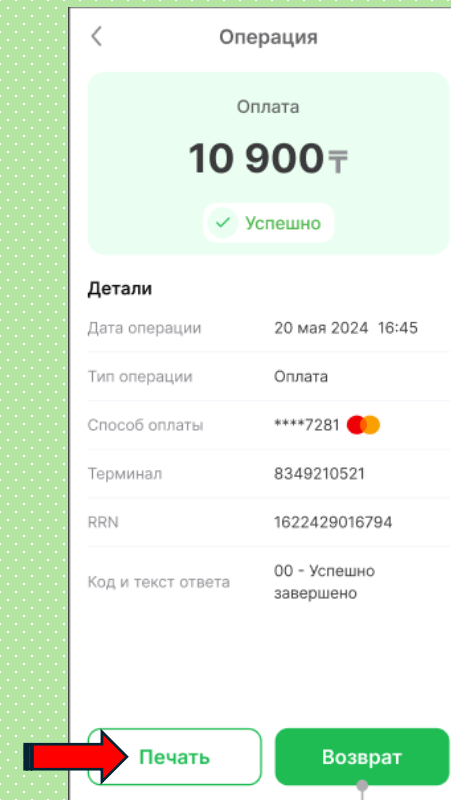 Операция
Оплата
10 900 ₸
Успешно
Детали
Дата операции 20 мая 2024 16:45
Тип операции Оплата
Способ оплаты ****7281
Терминал 8349210521
RRN 1622429016794
Код и текст ответа 00 - Успешно
завершено
Печать Возврат